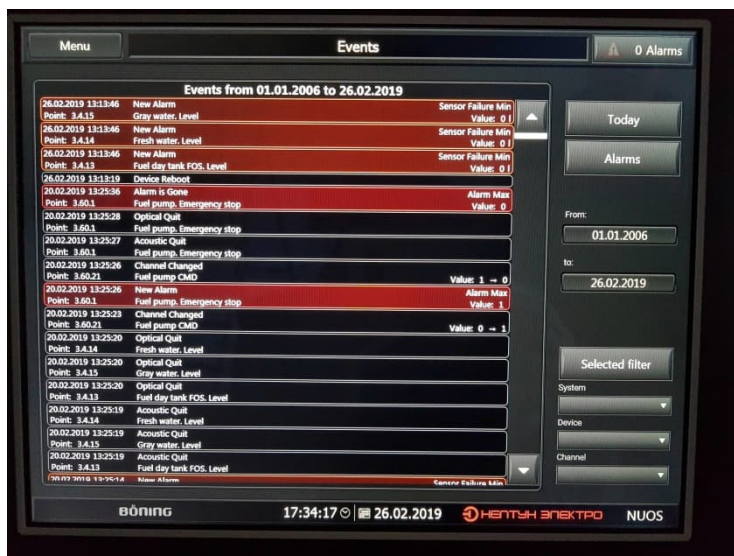 Menu
Events
0 Alarms
Events from 01.01.2006 to 26.02.2019
26.02.2019 13:13:46 New Alarm Sensor Failure Min
Point: 3.4.15 Gray water. Level Value: 0 l
26.02.2019 13:13:46 New Alarm Sensor Failure Min
Point: 3.4.14 Fresh water. Level Value: 0 l
26.02.2019 13:13:46 New Alarm Sensor Failure Min
Point: 3.4.13 Fuel day tank FOS. Level Value: 0 l
26.02.2019 13:13:19 Device Reboot
20.02.2019 13:25:36 Alarm is Gone Alarm Max
Point: 3.60.1 Fuel pump. Emergency stop Value: 0
20.02.2019 13:25:28 Optical Quit
Point: 3.60.1 Fuel pump. Emergency stop
20.02.2019 13:25:27 Acoustic Quit
Point: 3.60.1 Fuel pump. Emergency stop
20.02.2019 13:25:26 Channel Changed
Point: 3.60.21 Fuel pump CMD Value: 1 → 0
20.02.2019 13:25:26 New Alarm Alarm Max
Point: 3.60.1 Fuel pump. Emergency stop Value: 1
20.02.2019 13:25:23 Channel Changed
Point: 3.60.21 Fuel pump CMD Value: 0 → 1
20.02.2019 13:25:20 Optical Quit
Point: 3.4.14 Fresh water. Level
20.02.2019 13:25:20 Optical Quit
Point: 3.4.15 Gray water. Level
20.02.2019 13:25:20 Optical Quit
Point: 3.4.13 Fuel day tank FOS. Level
20.02.2019 13:25:19 Acoustic Quit
Point: 3.4.14 Fresh water. Level
20.02.2019 13:25:19 Acoustic Quit
Point: 3.4.15 Gray water. Level
20.02.2019 13:25:19 Acoustic Quit
Point: 3.4.13 Fuel day tank FOS. Level
20.02.2019 13:25:14 New Alarm Sensor Failure Min
Today
Alarms
From:
01.01.2006
to:
26.02.2019
Selected filter
System
Device
Channel
BÖNING
17:34:17 26.02.2019
НЕПТУН ЭЛЕКТРО
NUOS